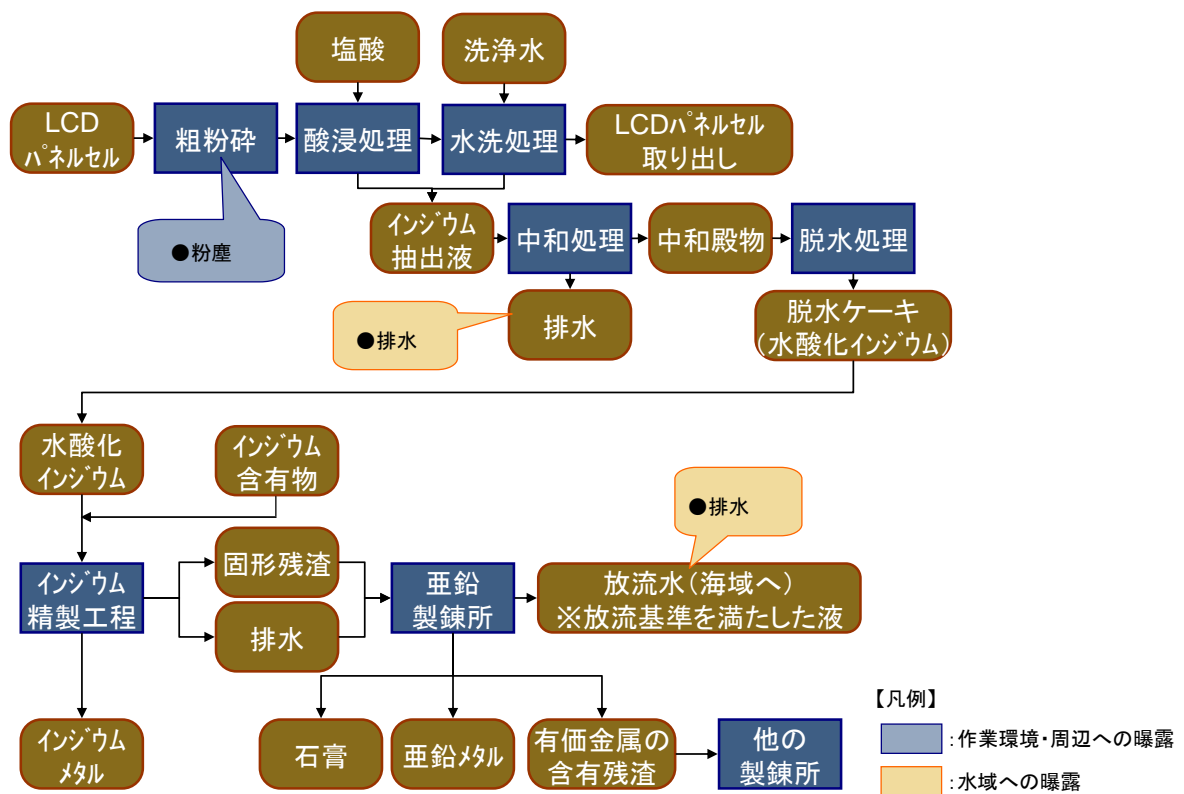 塩酸
洗浄水
LCD
ﾊﾟﾈﾙｾﾙ
粗粉砕
酸浸処理
水洗処理
LCDﾊﾟﾈﾙｾﾙ
取り出し
●粉塵
ｲﾝｼﾞｳﾑ
抽出液
中和処理
中和殿物
脱水処理
●排水
排水
脱水ケーキ
(水酸化ｲﾝｼﾞｳﾑ)
水酸化
ｲﾝｼﾞｳﾑ
ｲﾝｼﾞｳﾑ
含有物
●排水
ｲﾝｼﾞｳﾑ
精製工程
固形残渣
排水
亜鉛
製錬所
放流水(海域へ)
※放流基準を満たした液
ｲﾝｼﾞｳﾑ
ﾒﾀﾙ
石膏
亜鉛ﾒﾀﾙ
有価金属の
含有残渣
他の
製錬所
【凡例】
:作業環境・周辺への曝露
:水域への曝露